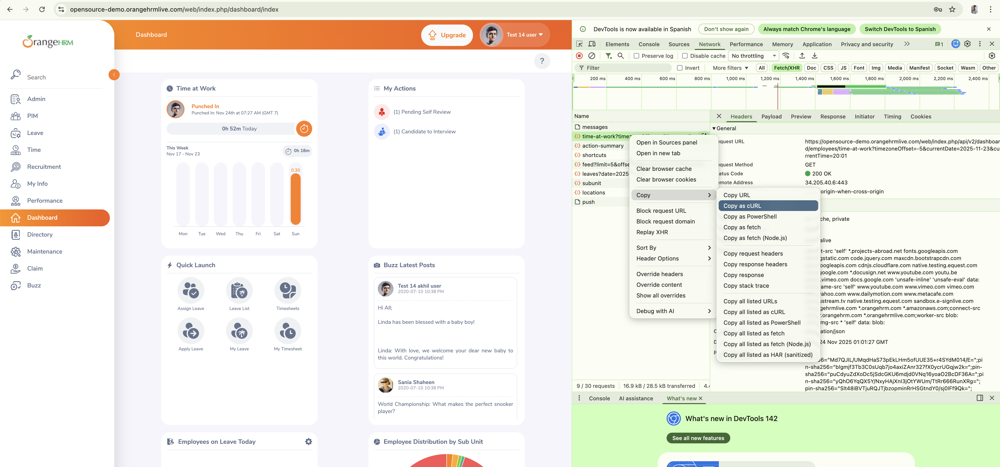 opensource-demo.orangehrmlive.com/web/index.php/dashboard/index
OrangeHRM
Search
Admin
PIM
Leave
Time
Recruitment
My Info
Performance
Dashboard
Directory
Maintenance
Claim
Buzz
Dashboard
Upgrade
Test 14 user
?
Time at Work
Punched In
Punched In: Nov 24th at 07:27 AM (GMT 7)
0h 52m Today
This Week
Nov 17 - Nov 23
0h 18m
0.30
Mon Tue Wed Thu Fri Sat Sun
My Actions
(1) Pending Self Review
(1) Candidate to Interview
Quick Launch
Assign Leave
Leave List
Timesheets
Apply Leave
My Leave
My Timesheet
Buzz Latest Posts
Test 14 akhil user
2020-07-10 10:38 PM
Hi All;
Linda has been blessed with a baby boy!
Linda: With love, we welcome your dear new baby to
this world. Congratulations!
Sania Shaheen
2020-07-10 10:38 PM
World Championship: What makes the perfect snooker
player?
Employees on Leave Today
Employee Distribution by Sub Unit
DevTools is now available in Spanish
Don't show again
Always match Chrome's language
Switch DevTools to Spanish
Elements Console Sources Network Performance Memory Application Privacy and security
1
Preserve log
Disable cache
No throttling
Filter
Invert
More filters
All Fetch/XHR Doc CSS JS Font Img Media Manifest Socket Wasm Other
200 ms 400 ms 600 ms 800 ms 1,000 ms 1,200 ms 1,400 ms 1,600 ms 1,800 ms 2,000 ms 2,200 ms 2,400 ms
Name
messages
time-at-work?time
action-summary
shortcuts
feed?limit=5&offse
leaves?date=2025
subunit
locations
push
9 / 30 requests
16.9 kB / 28.5 kB transferred
Open in Sources panel
Open in new tab
Clear browser cache
Clear browser cookies
Copy
Block request URL
Block request domain
Replay XHR
Sort By
Header Options
Override headers
Override content
Show all overrides
Debug with AI
Copy URL
Copy as cURL
Copy as PowerShell
Copy as fetch
Copy as fetch (Node.js)
Copy request headers
Copy response headers
Copy response
Copy stack trace
Copy all listed URLs
Copy all listed as cURL
Copy all listed as PowerShell
Copy all listed as fetch
Copy all listed as fetch (Node.js)
Copy all listed as HAR (sanitized)
Headers Payload Preview Response Initiator Timing Cookies
General
equest URL
https://opensource-demo.orangehrmlive.com/web/index.php/api/v2/dashboar
d/employees/time-at-work?timezoneOffset=-5&currentDate=2025-11-23&cu
rrentTime=20:01
equest Method
GET
atus Code
200 OK
emote Address
34.205.40.6:443
origin-when-cross-origin
che, private
alive
t-src 'self' *.projects-abroad.net fonts.googleapis.com
gstatic.com code.jquery.com maxcdn.bootstrapcdn.com
oogleapis.com cdnjs.cloudflare.com native.testing.equest.com
google.com *.docusign.net www.youtube.com youtu.be
.vimeo.com docs.google.com 'unsafe-inline' 'unsafe-eval' data:
ame-src 'self' www.youtube.com www.vimeo.com vimeo.com
yahoo.com www.dailymotion.com www.metacafe.com
ustream.tv native.testing.equest.com sandbox.e-signlive.com
gehrmlive.com *.orangehrm.com *.amazonaws.com;connect-src
*.orangehrm.com *.orangehrmlive.com;worker-src blob:
mg-src * 'self' data: blob:
ation/json
24 Nov 2025 01:01:27 GMT
56="Md7QJIL/UMqdHaS73pEkLHm5ofUUE35+r4SYdM014/E=";pi
n-sha256="blgmjf3Tb3C0sUqb7jo4axiZAnr327fX0ycrUGqjw2k=";pin-
sha256="puCdyuZdXoDc5jSdcGKU6mdjd0VNq16yoaO2BcDF36A=";pi
n-sha256="yQhO6YqQX5Y/NxyHAjXnI3jOtYWUm/TtRr666RunXRg=";
pin-sha256="Slt48iBVTjuRQJTjbzopminRrHSGtndY0/sj0lFf9Qk=";
Console
AI assistance
What's new
What's new in DevTools 142
See all new features